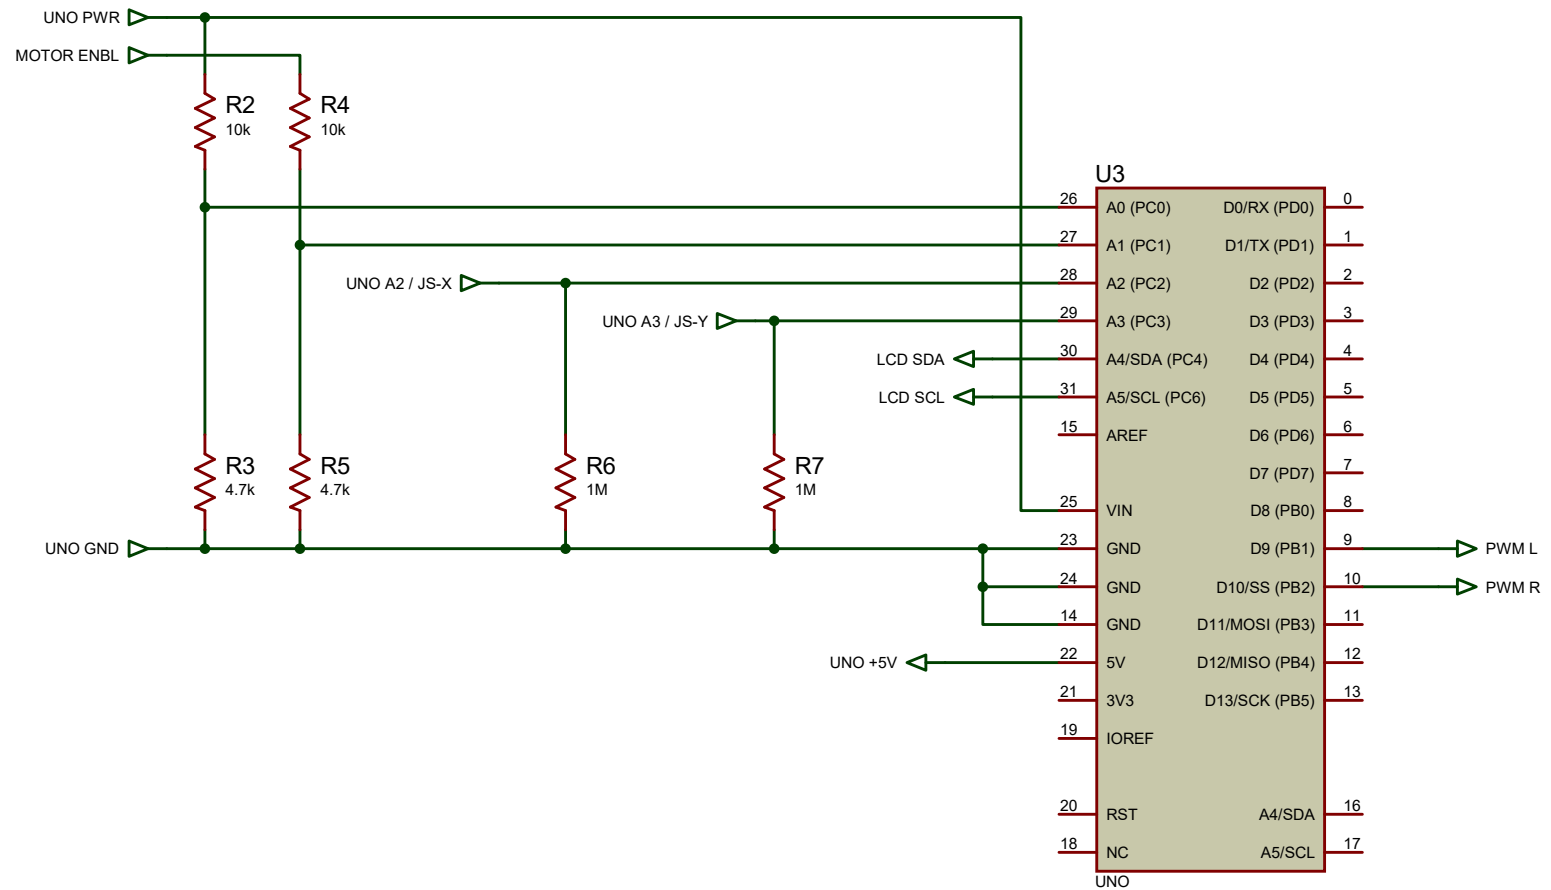 UNO PWR
MOTOR ENBL
R2
10k
R4
10k
U3
26 A0 (PC0) D0/RX (PD0) 0
27 A1 (PC1) D1/TX (PD1) 1
UNO A2 / JS-X 28 A2 (PC2) D2 (PD2) 2
UNO A3 / JS-Y 29 A3 (PC3) D3 (PD3) 3
LCD SDA 30 A4/SDA (PC4) D4 (PD4) 4
LCD SCL 31 A5/SCL (PC6) D5 (PD5) 5
15 AREF D6 (PD6) 6
D7 (PD7) 7
R3
4.7k
R5
4.7k
R6
1M
R7
1M
25 VIN D8 (PB0) 8
UNO GND 23 GND D9 (PB1) 9 PWM L
24 GND D10/SS (PB2) 10 PWM R
14 GND D11/MOSI (PB3) 11
UNO +5V 22 5V D12/MISO (PB4) 12
21 3V3 D13/SCK (PB5) 13
19 IOREF
20 RST A4/SDA 16
18 NC A5/SCL 17
UNO